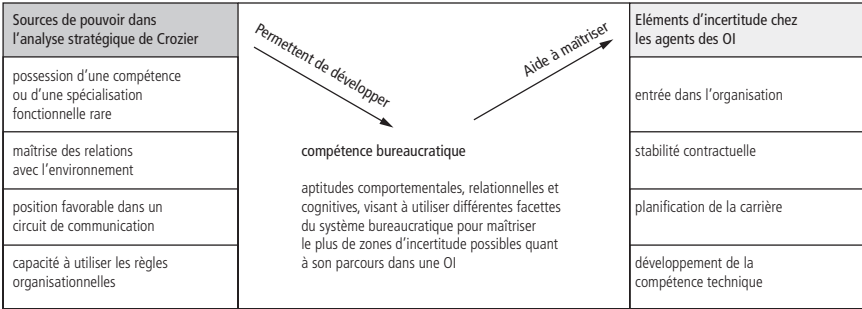 Sources de pouvoir dans
l'analyse stratégique de Crozier
possession d'une compétence
ou d'une spécialisation
fonctionnelle rare
maîtrise des relations
avec l'environnement
position favorable dans un
circuit de communication
capacité à utiliser les règles
organisationnelles
Permettent de développer
Aide à maîtriser
compétence bureaucratique
aptitudes comportementales, relationnelles et
cognitives, visant à utiliser différentes facettes
du système bureaucratique pour maîtriser
le plus de zones d'incertitude possibles quant
à son parcours dans une OI
Eléments d'incertitude chez
les agents des OI
entrée dans l'organisation
stabilité contractuelle
planification de la carrière
développement de la
compétence technique